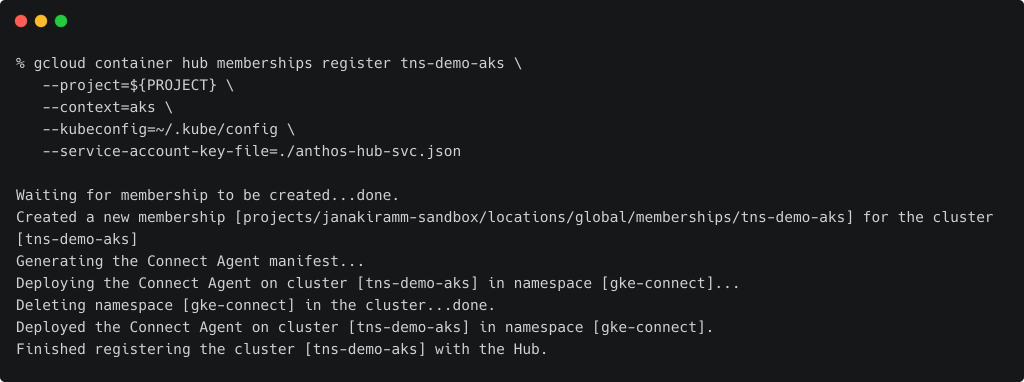 % gcloud container hub memberships register tns-demo-aks \
   --project=${PROJECT} \
   --context=aks \
   --kubeconfig=~/.kube/config \
   --service-account-key-file=./anthos-hub-svc.json

Waiting for membership to be created...done.
Created a new membership [projects/janakiramm-sandbox/locations/global/memberships/tns-demo-aks] for the cluster
[tns-demo-aks]
Generating the Connect Agent manifest...
Deploying the Connect Agent on cluster [tns-demo-aks] in namespace [gke-connect]...
Deleting namespace [gke-connect] in the cluster...done.
Deployed the Connect Agent on cluster [tns-demo-aks] in namespace [gke-connect].
Finished registering the cluster [tns-demo-aks] with the Hub.